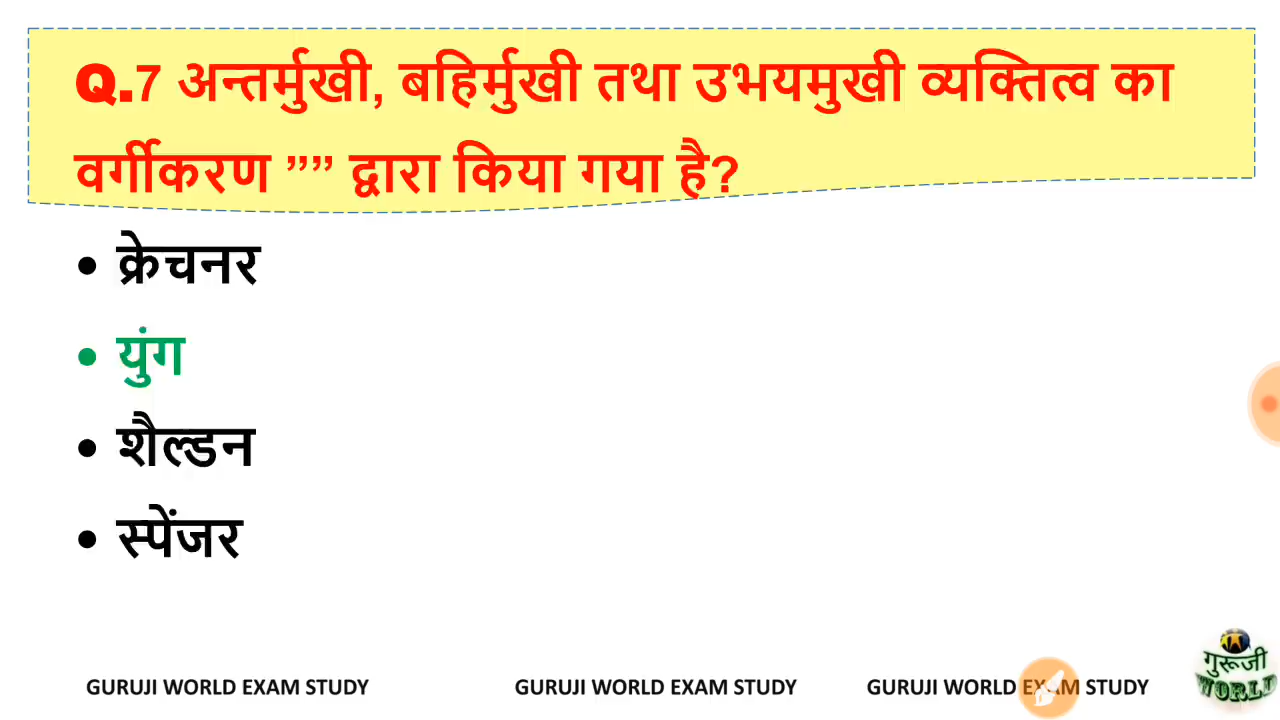 Q.7 अन्तर्मुखी, बहिर्मुखी तथा उभयमुखी व्यक्तित्व का
वर्गीकरण ”” द्वारा किया गया है?
• क्रेचनर
• युंग
• शैल्डन
• स्पेंजर
GURUJI WORLD EXAM STUDY GURUJI WORLD EXAM STUDY GURUJI WORLD EXAM STUDY
गुरूजी
WORLD